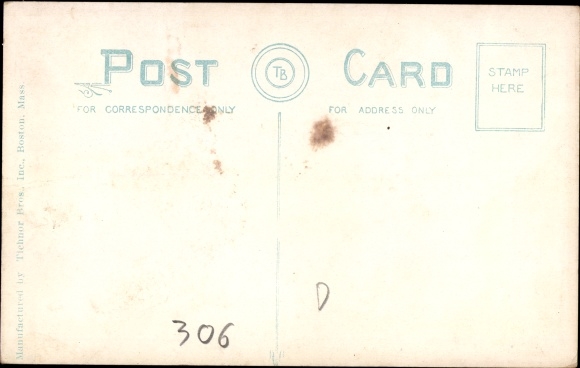 POST TB CARD
STAMP
HERE
FOR CORRESPONDENCE ONLY
FOR ADDRESS ONLY
Manufactured by Tichnor Bros., Inc., Boston, Mass.
D
306